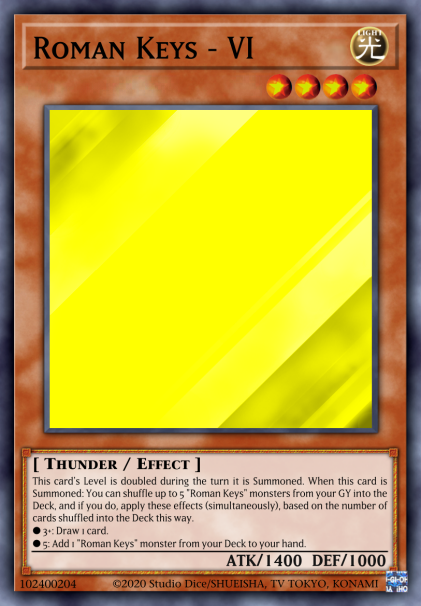 Roman Keys - VI
LIGHT
光
[ Thunder / Effect ]
This card's Level is doubled during the turn it is Summoned. When this card is
Summoned: You can shuffle up to 5 "Roman Keys" monsters from your GY into the
Deck, and if you do, apply these effects (simultaneously), based on the number of
cards shuffled into the Deck this way.
●3+: Draw 1 card.
●5: Add 1 "Roman Keys" monster from your Deck to your hand.
ATK/1400 DEF/1000
102400204 ©2020 Studio Dice/SHUEISHA, TV TOKYO, KONAMI